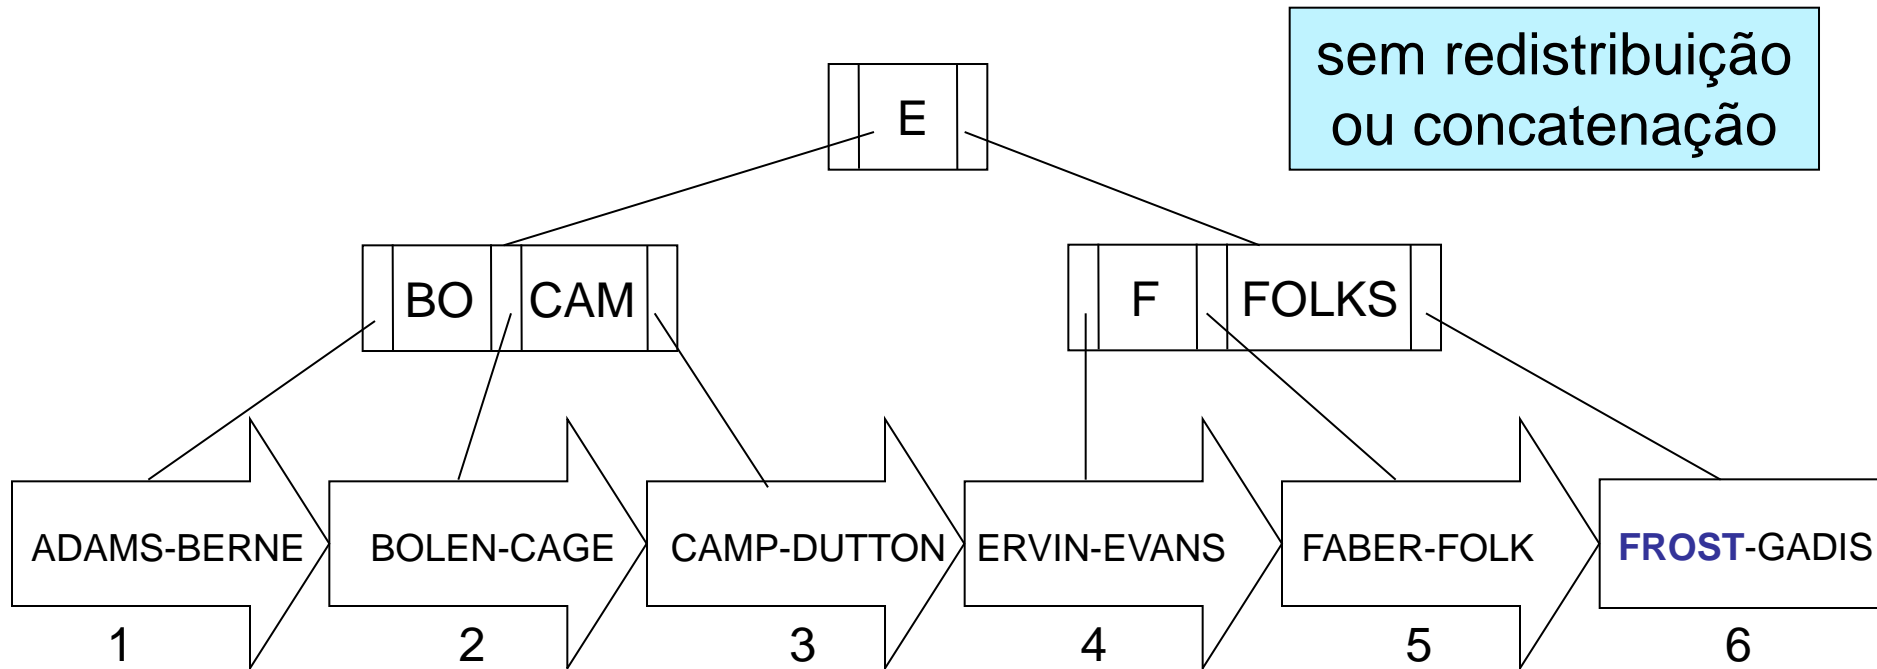 sem redistribuição
ou concatenação
E
BO CAM
F FOLKS
ADAMS-BERNE BOLEN-CAGE CAMP-DUTTON ERVIN-EVANS FABER-FOLK FROST-GADIS
1 2 3 4 5 6